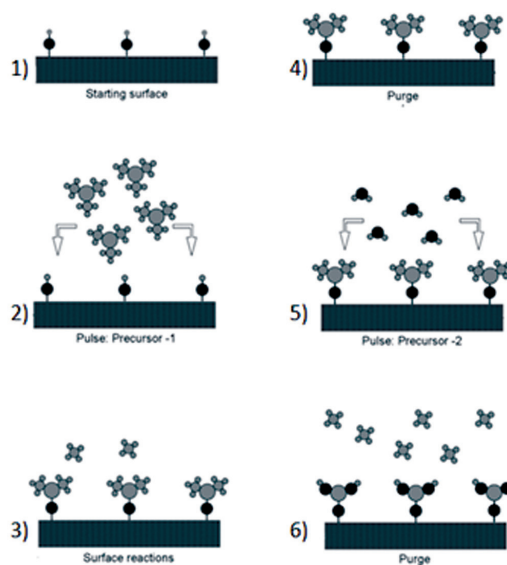 1)
Starting surface
2)
Pulse: Precursor -1
3)
Surface reactions
4)
Purge
5)
Pulse: Precursor -2
6)
Purge